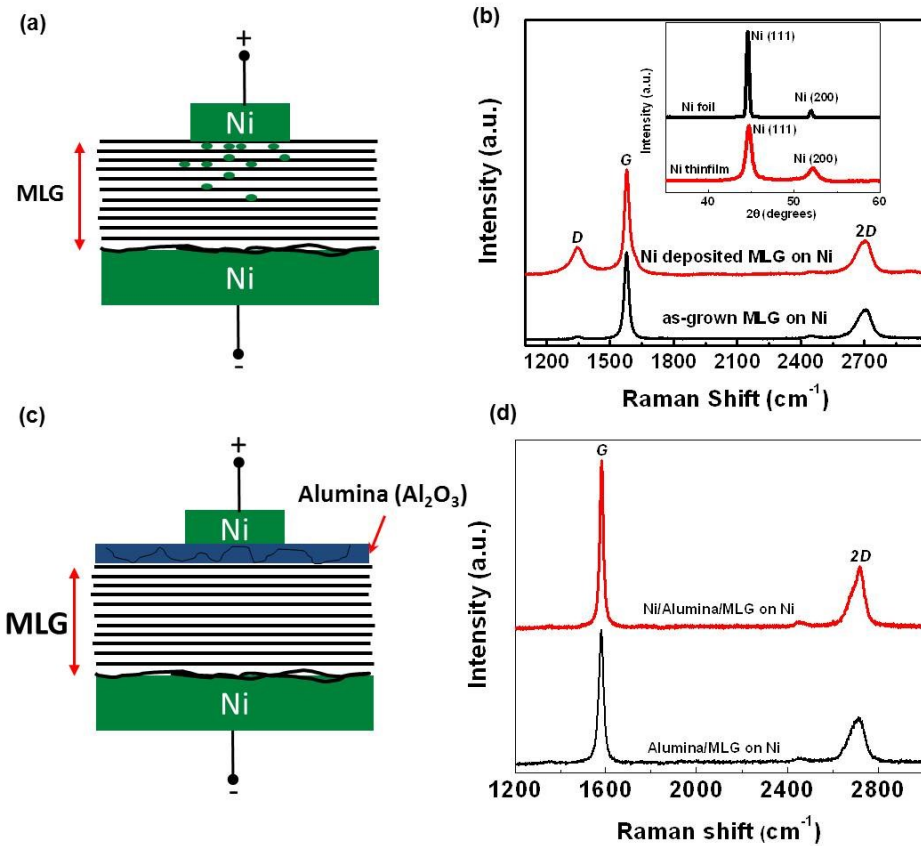 (a)
+
Ni
MLG
Ni
-
(b)
Intensity (a.u.)
D
G
2D
Ni deposited MLG on Ni
as-grown MLG on Ni
1200 1500 1800 2100 2400 2700
Raman Shift (cm-1)
Intensity (a.u.)
Ni (111)
Ni (200)
Ni foil
Ni (111)
Ni (200)
Ni thinfilm
40 50 60
2θ (degrees)
(c)
+
Alumina (Al2O3)
Ni
MLG
Ni
-
(d)
Intensity (a.u.)
G
2D
Ni/Alumina/MLG on Ni
Alumina/MLG on Ni
1200 1600 2000 2400 2800
Raman shift (cm-1)